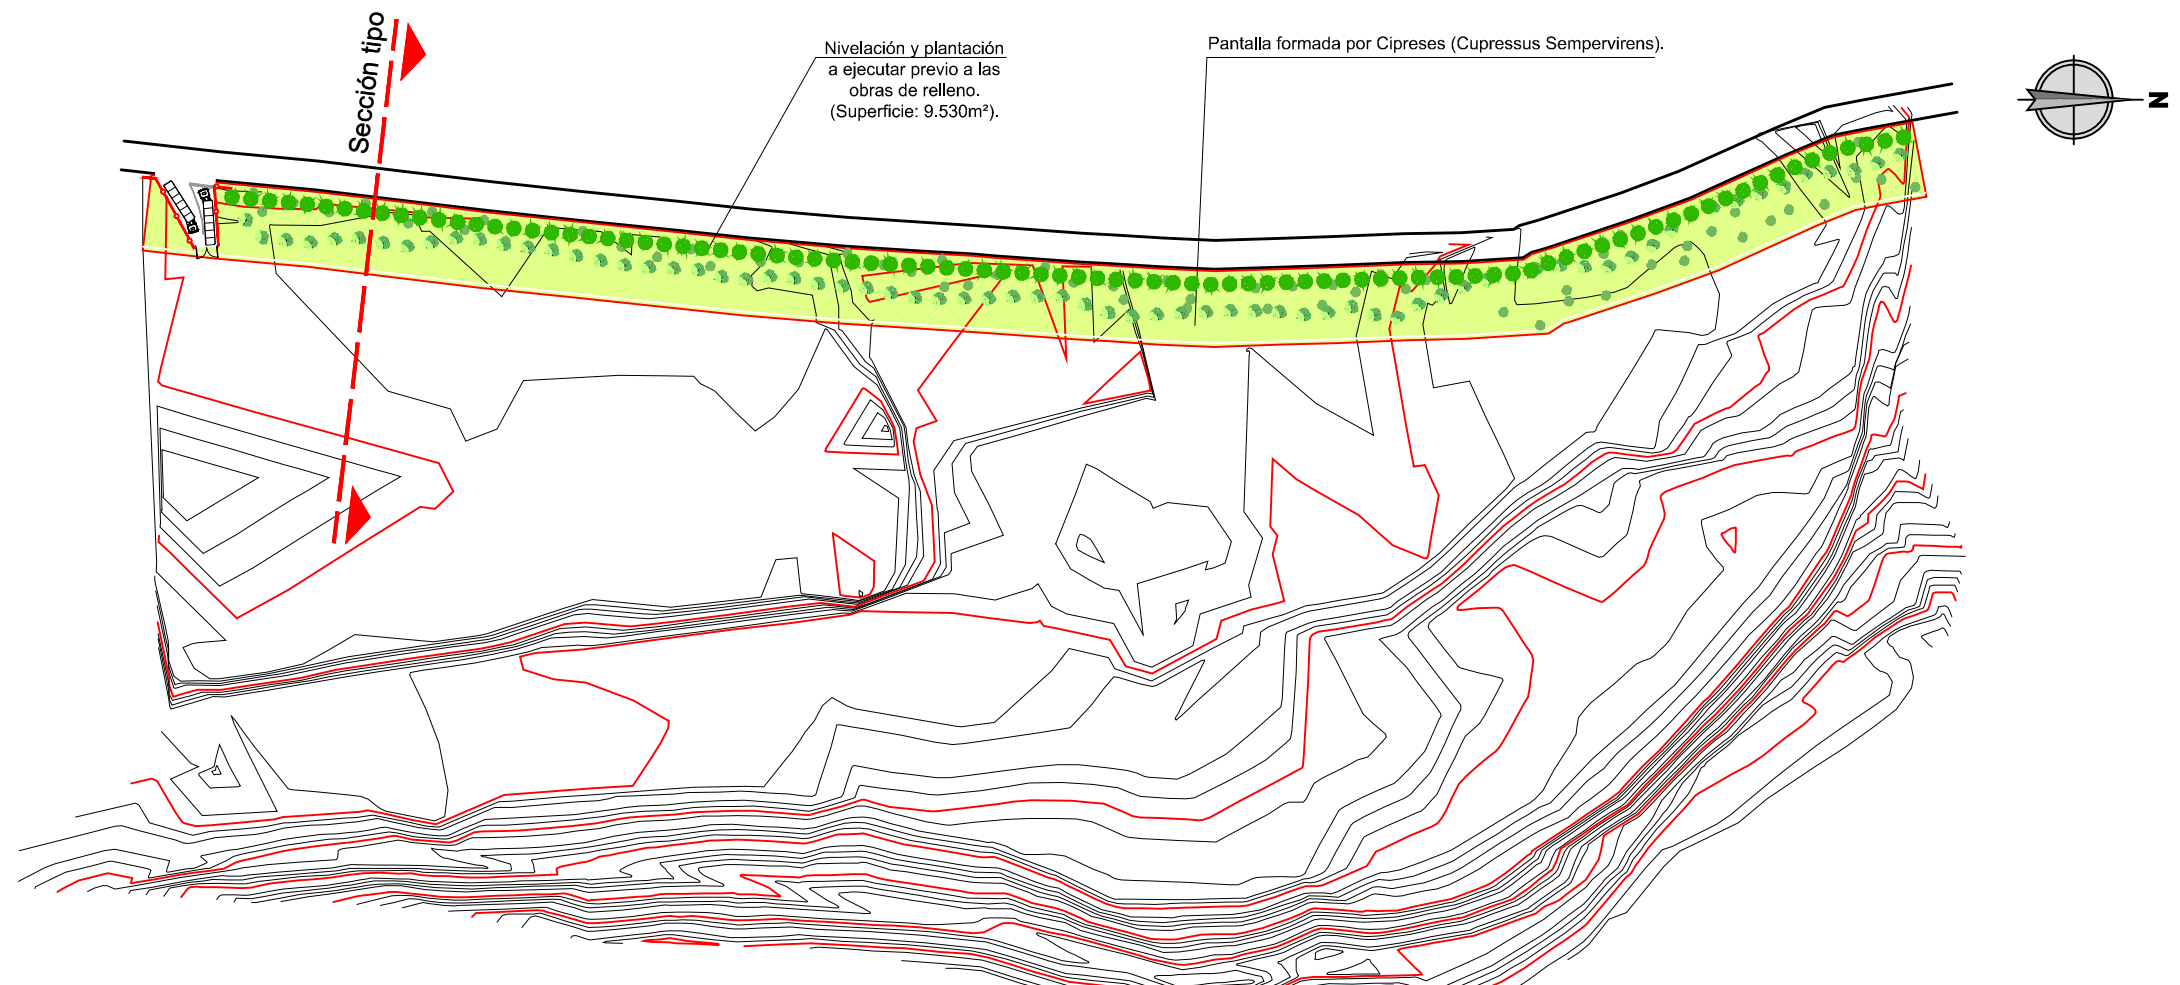 Sección tipo
Nivelación y plantación
a ejecutar previo a las
obras de relleno.
(Superficie: 9.530m²).
Pantalla formada por Cipreses (Cupressus Sempervirens).
N